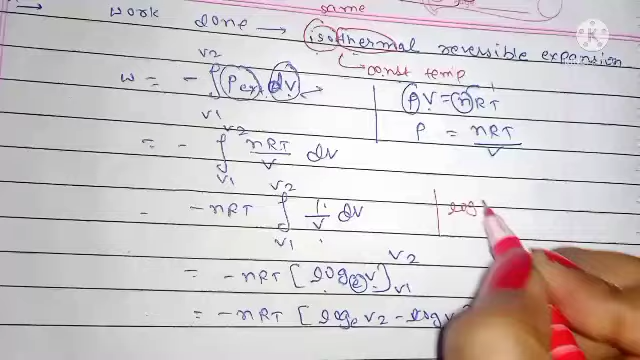 same
→ work done → isothermal reversible expansion
const temp
w = - ∫ Pex. dv
v2
v1
PV = nRT
P = nRT/V
= - ∫ nRT/V dv
v2
v1
- -nRT ∫ 1/V dv
v2
v1
log
= -nRT [loge v]
v2
v1
= -nRT [loge v2 - log v
K